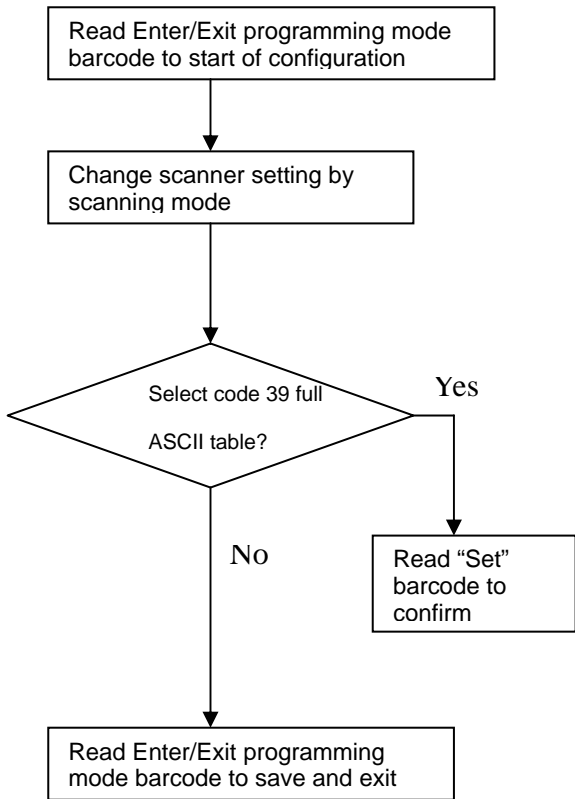 Read Enter/Exit programming mode
barcode to start of configuration
Change scanner setting by
scanning mode
Select code 39 full
ASCII table?
Yes
No
Read “Set”
barcode to
confirm
Read Enter/Exit programming
mode barcode to save and exit